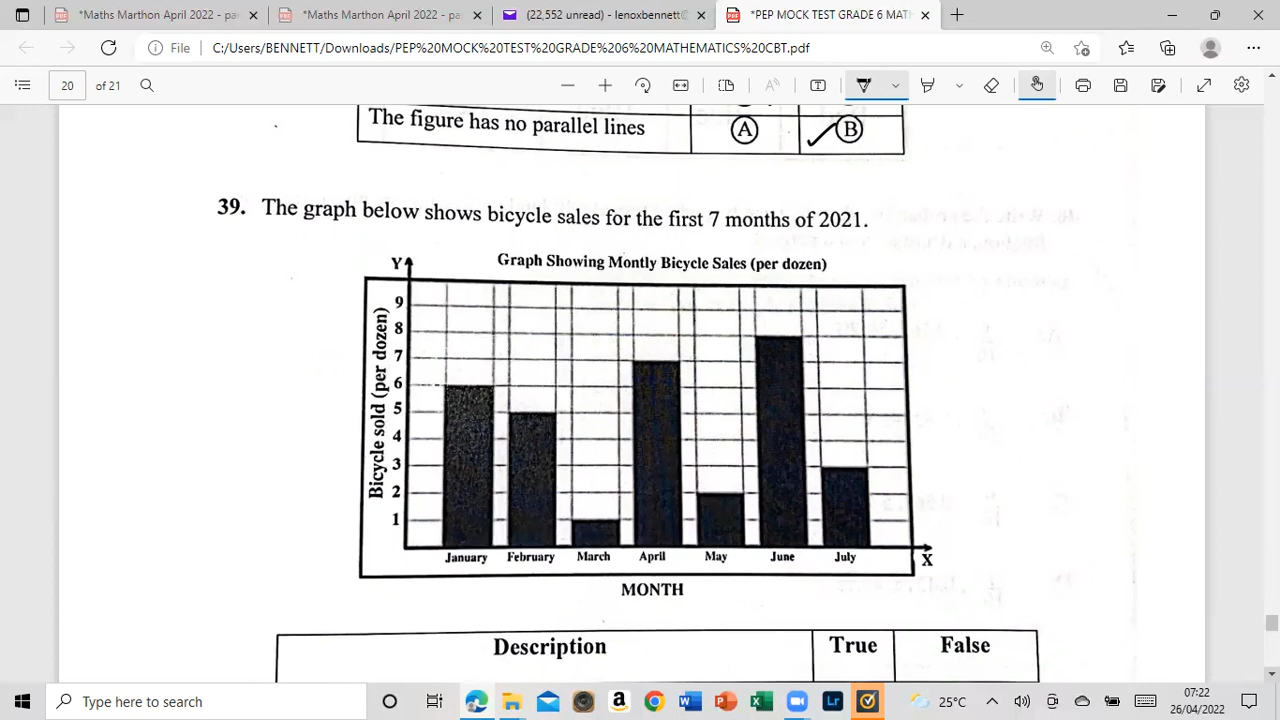 *Maths Mock April 2022 - pa
*Maths Martin April 2022 - pa
(22,552 unread) - linoxbennett@
*PEP MOCK TEST GRADE 6 MAT
File
C:/Users/BENNETT/Downloads/PEP%20MOCK%20TEST%20GRADE%206%20MATHEMATICS%20CBT.pdf
20 of 21
The figure has no parallel lines A B
39. The graph below shows bicycle sales for the first 7 months of 2021.
Graph Showing Montly Bicycle Sales (per dozen)
Y
Bicycle sold (per dozen)
9
8
7
6
5
4
3
2
1
January February March April May June July
X
MONTH
Description True False
Type here to search
25°C
07:22
26/04/2022